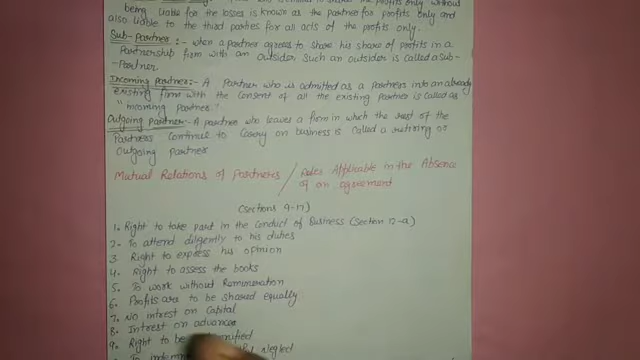 the profits only without
being liable for the losses is known as the partner for profits only and
also liable to the third parties for all acts of the profits only.
Sub-Partner :- when a partner agrees to share his share of profits in a
Partnership firm with an outsider such an outsider is called a sub-
-Partner.
Incoming partner:- A Partner who is admitted as a partners into an already
existing firm with the consent of all the existing partner is called as
"incoming Partner."
Outgoing partner:- A partner who leave a firm in which the rest of the
Partners continue to carry on business is called a retiring or
outgoing partner
Mutual Relations of Partners / Rules Applicable in the Absence
of an agreement
(sections 9-17)
1. Right to take part in the Conduct of Business (Section 12-a)
2. To attend diligently to his duties
3. Right to express his opinion
4. Right to assess the books
5. To work without Remuneration
6. Profits are to be shared equally
7. No intrest on Capital
8. Intrest on advances
9. Right to be
neglect